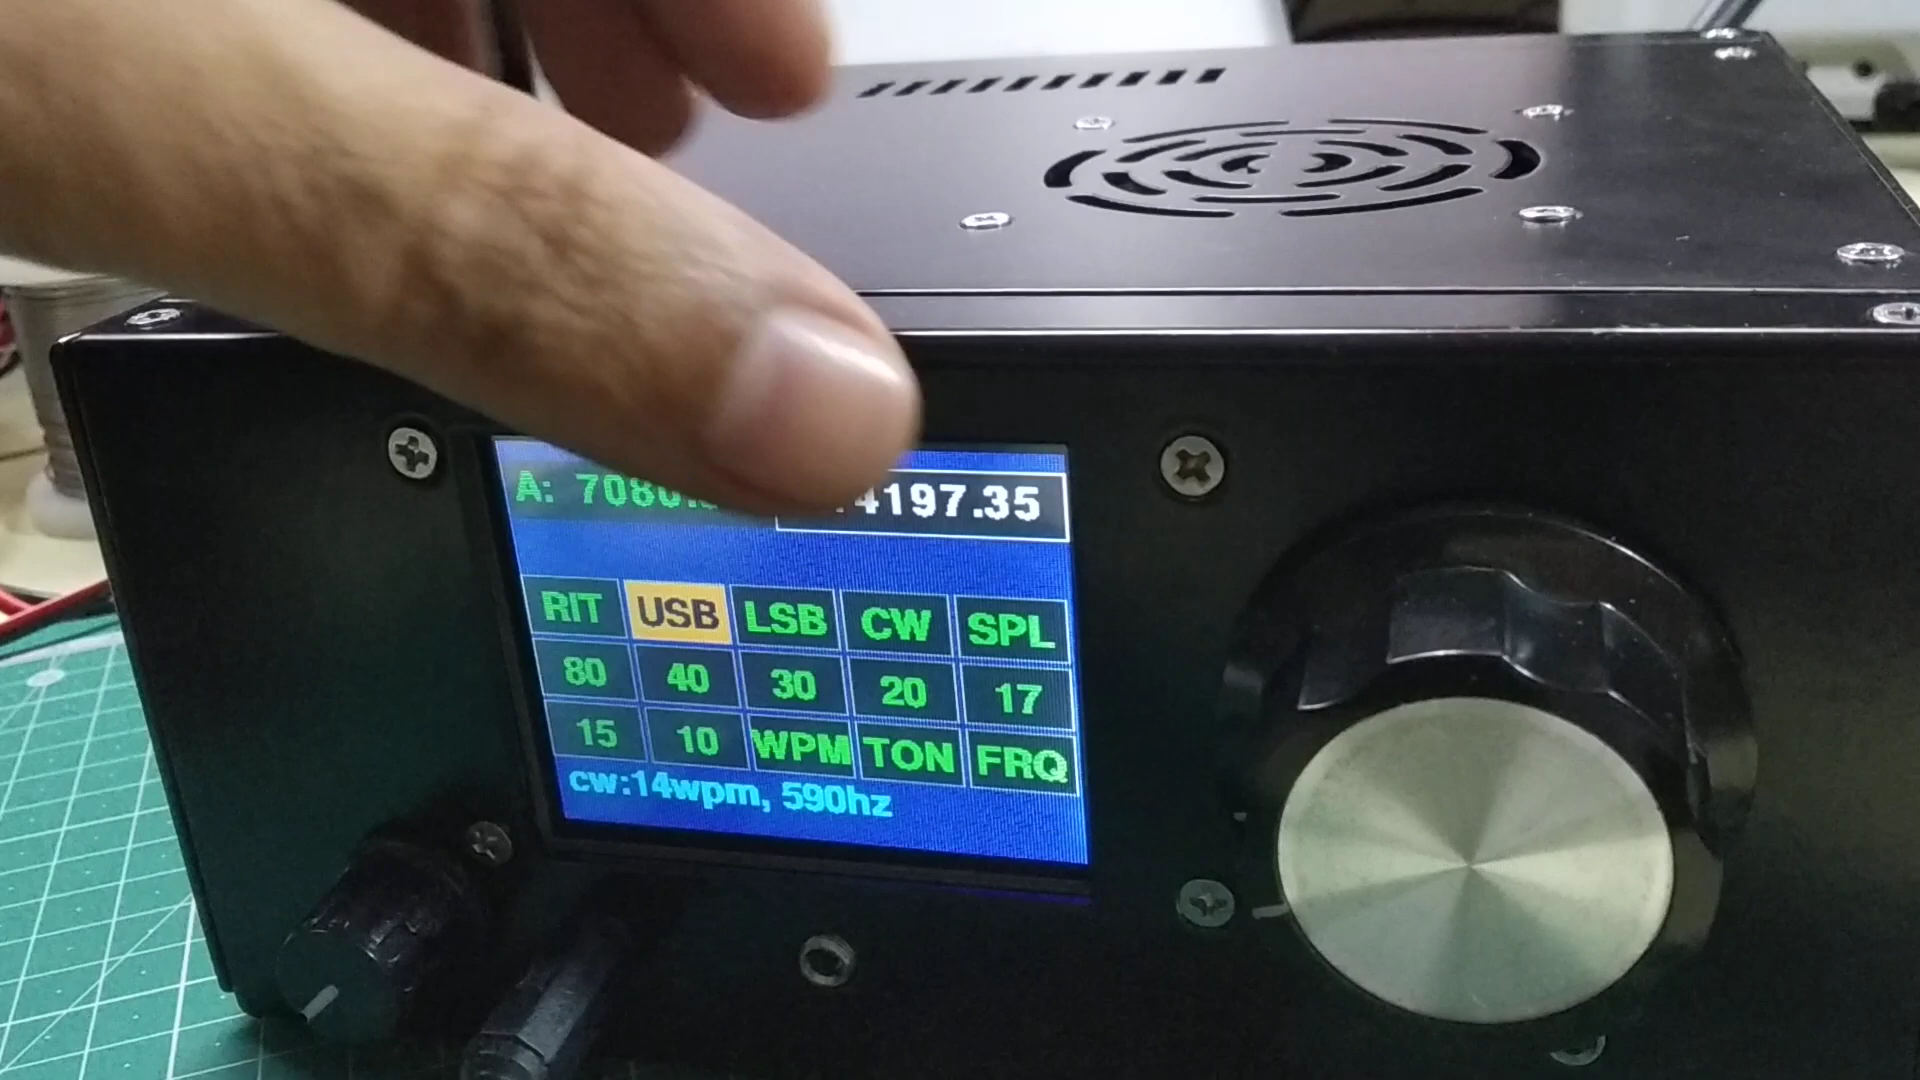 A: 4197.35
RIT USB LSB CW SPL
80 40 30 20 17
15 10 WPM TON FRQ
cw:14wpm, 590hz